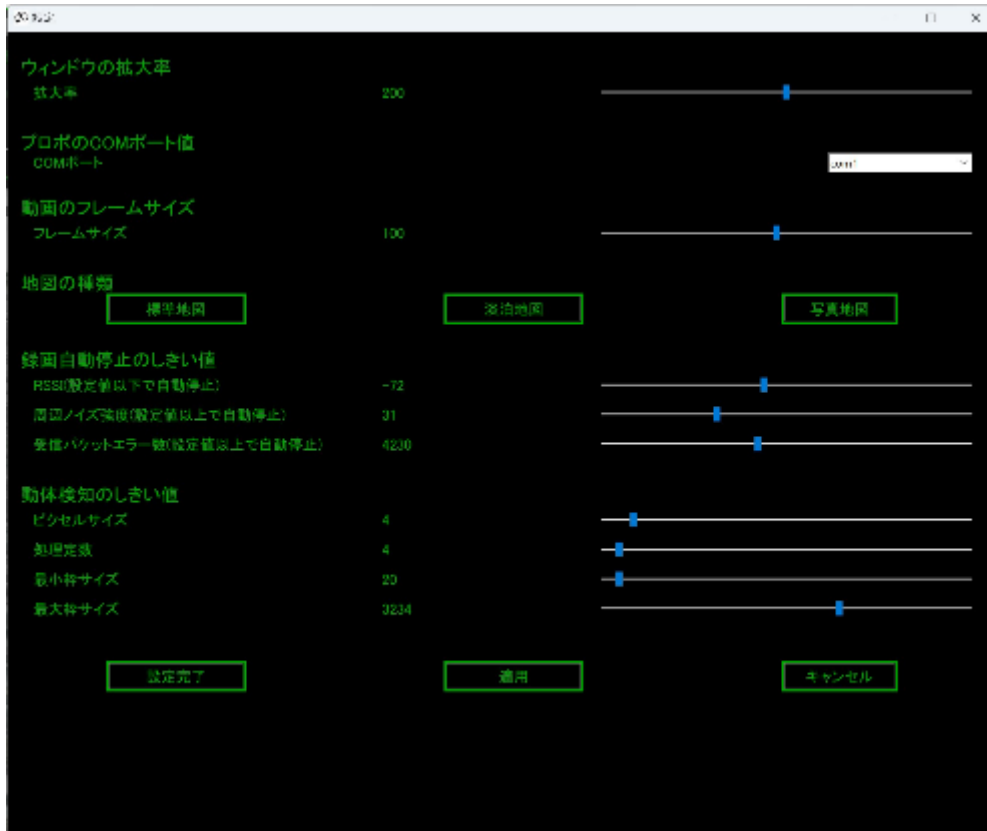 ウィンドウの拡大率
拡大率 200
プロポのCOMポート値
COMポート com1
動画のフレームサイズ
フレームサイズ 100
地図の種類
標準地図 淡泊地図 写真地図
録画自動停止のしきい値
RSSI(設定値以下で自動停止) -72
周辺ノイズ強度(設定値以上で自動停止) 31
受信パケットエラー数(設定値以上で自動停止) 4230
動体検知のしきい値
ピクセルサイズ 4
処理定数 4
最小枠サイズ 20
最大枠サイズ 3234
設定完了 適用 キャンセル